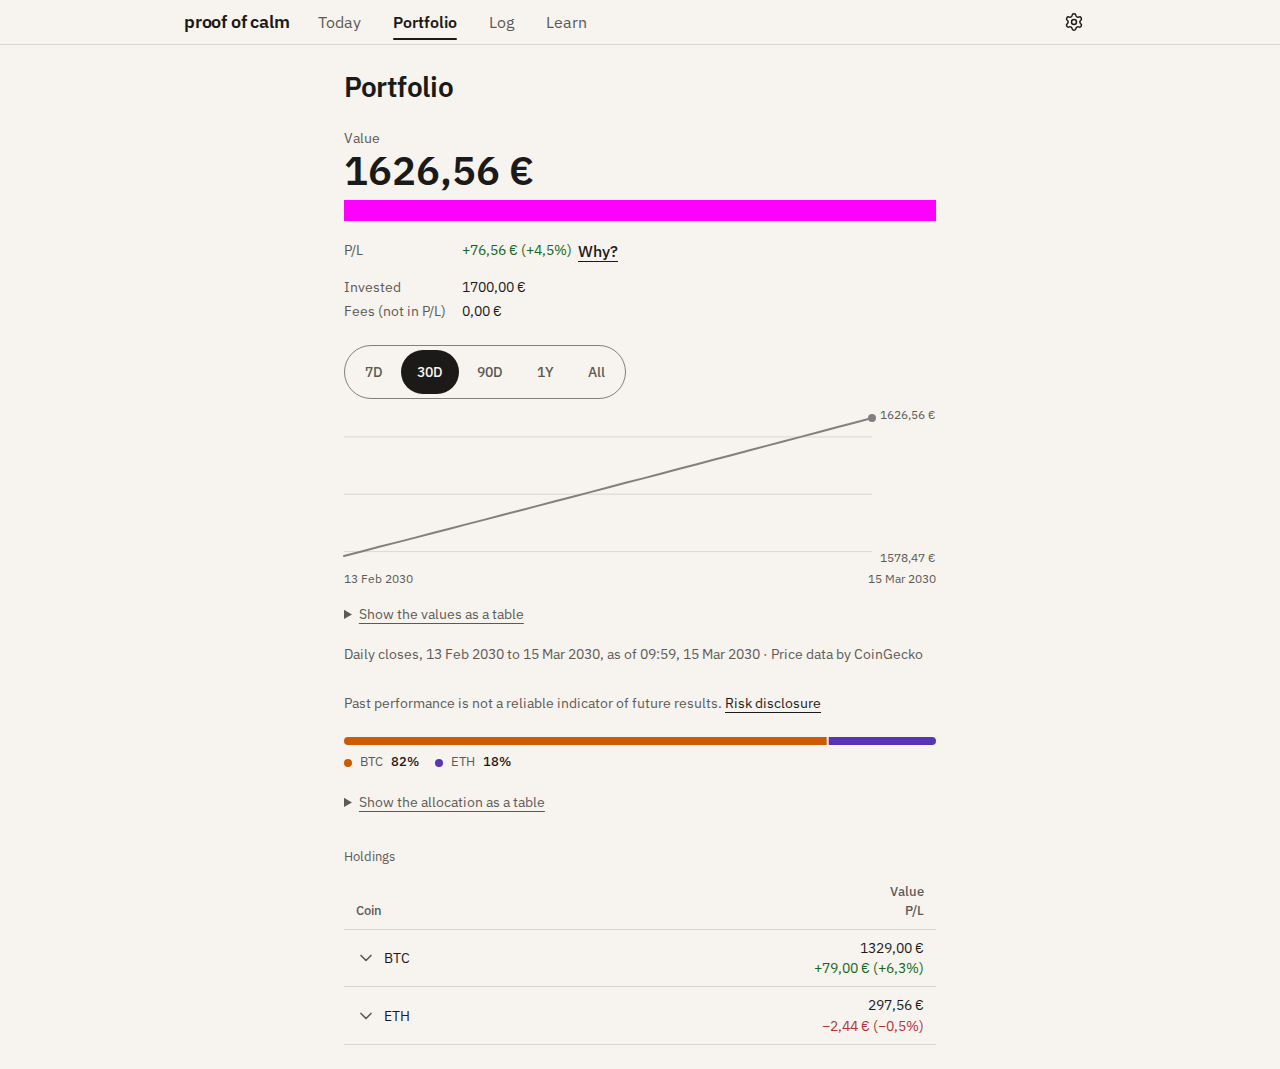 proof of calm Today Portfolio Log Learn
Portfolio
Value
1626,56 €
P/L +76,56 € (+4,5%) Why?
Invested 1700,00 €
Fees (not in P/L) 0,00 €
7D 30D 90D 1Y All
1626,56 €
1578,47 €
13 Feb 2030 15 Mar 2030
Show the values as a table
Daily closes, 13 Feb 2030 to 15 Mar 2030, as of 09:59, 15 Mar 2030 · Price data by CoinGecko
Past performance is not a reliable indicator of future results. Risk disclosure
BTC 82% ETH 18%
Show the allocation as a table
Holdings
Value
Coin P/L
1329,00 €
BTC
+79,00 € (+6,3%)
297,56 €
ETH
−2,44 € (−0,5%)